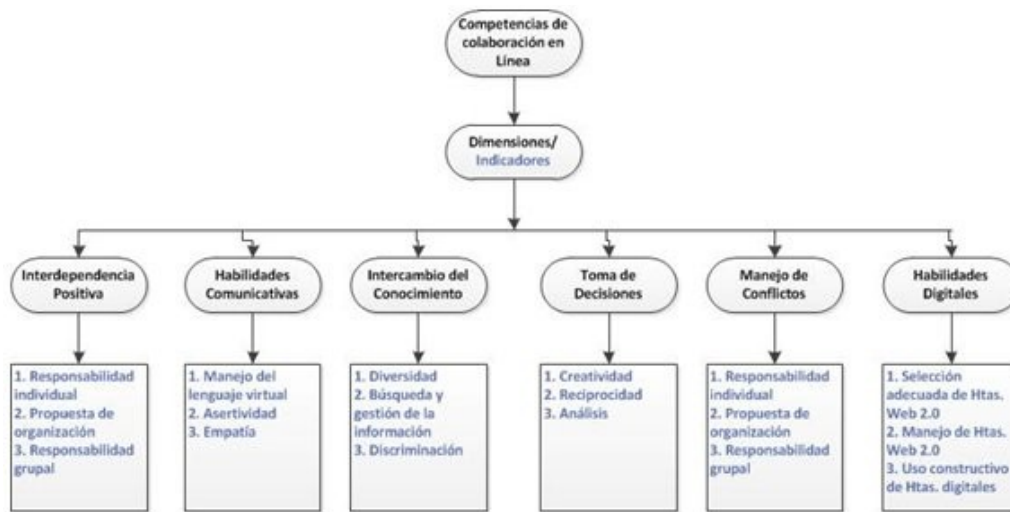 Competencias de
colaboración en
Línea
Dimensiones/
Indicadores
Interdependencia
Positiva
Habilidades
Comunicativas
Intercambio del
Conocimiento
Toma de
Decisiones
Manejo de
Conflictos
Habilidades
Digitales
1. Responsabilidad
individual
2. Propuesta de
organización
3. Responsabilidad
grupal
1. Manejo del
lenguaje virtual
2. Asertividad
3. Empatía
1. Diversidad
2. Búsqueda y
gestión de la
información
3. Discriminación
1. Creatividad
2. Reciprocidad
3. Análisis
1. Responsabilidad
individual
2. Propuesta de
organización
3. Responsabilidad
grupal
1. Selección
adecuada de Htas.
Web 2.0
2. Manejo de Htas.
Web 2.0
3. Uso constructivo
de Htas. digitales